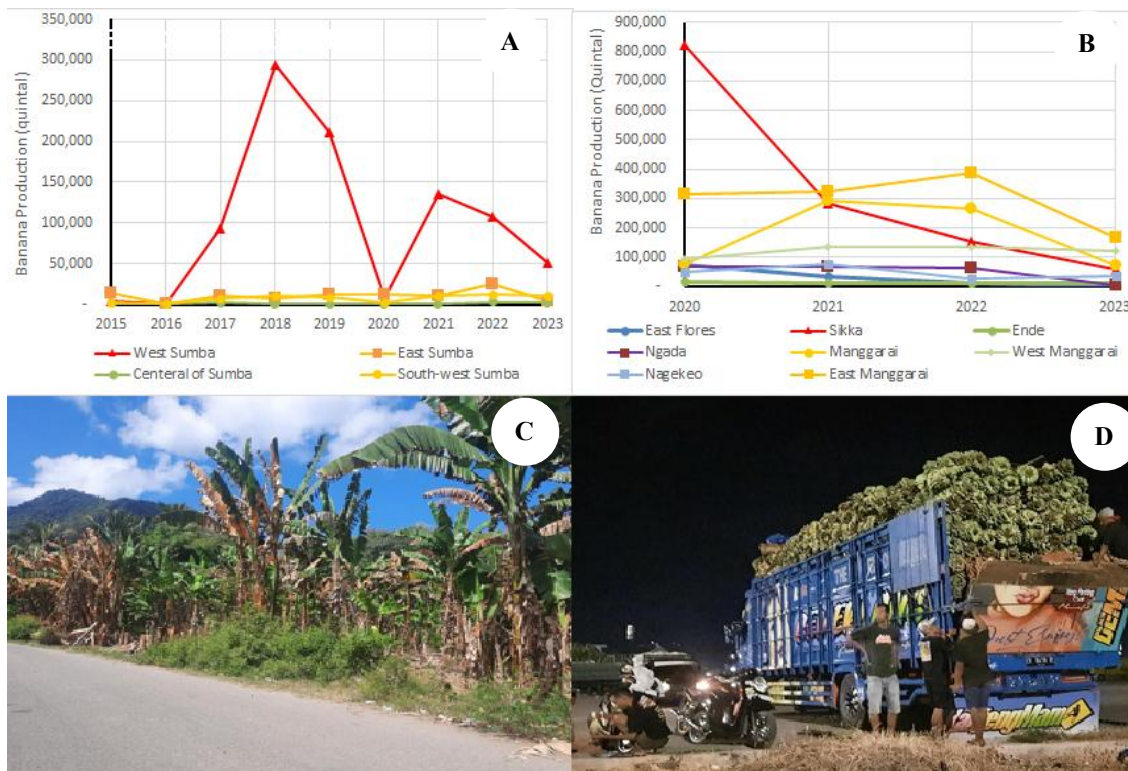 A
Banana Production (quintal)
350,000
300,000
250,000
200,000
150,000
100,000
50,000
-
2015 2016 2017 2018 2019 2020 2021 2022 2023
West Sumba East Sumba
Centeral of Sumba South-west Sumba
B
Banana Production (Quintal)
900,000
800,000
700,000
600,000
500,000
400,000
300,000
200,000
100,000
-
2020 2021 2022 2023
East Flores Sikka Ende
Ngada Manggarai West Manggarai
Nagekeo East Manggarai
C
D